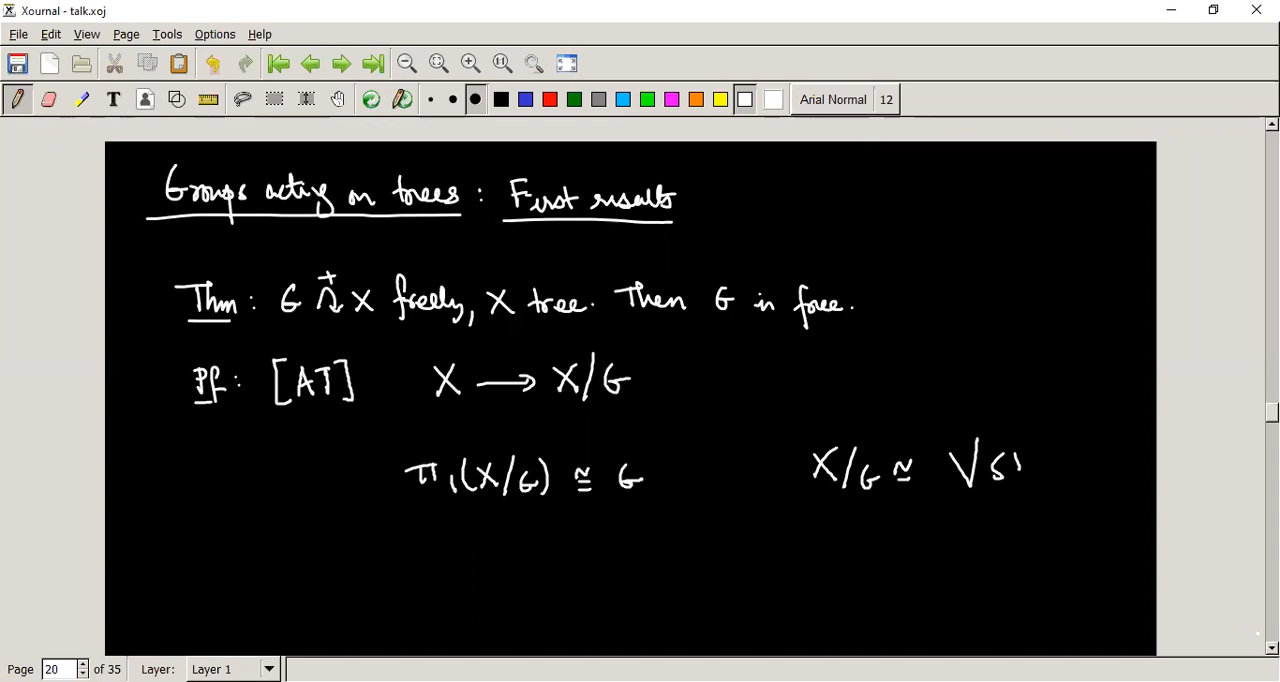 Xournal - talk.xoj
File Edit View Page Tools Options Help
Arial Normal 12
Groups acting on trees : First results
Thm : G ↷⁺ X freely, X tree. Then G is free.
Pf : [AT] X → X/G
π₁(X/G) ≅ G X/G ≅ ⋁ S¹
Page 20 of 35 Layer: Layer 1